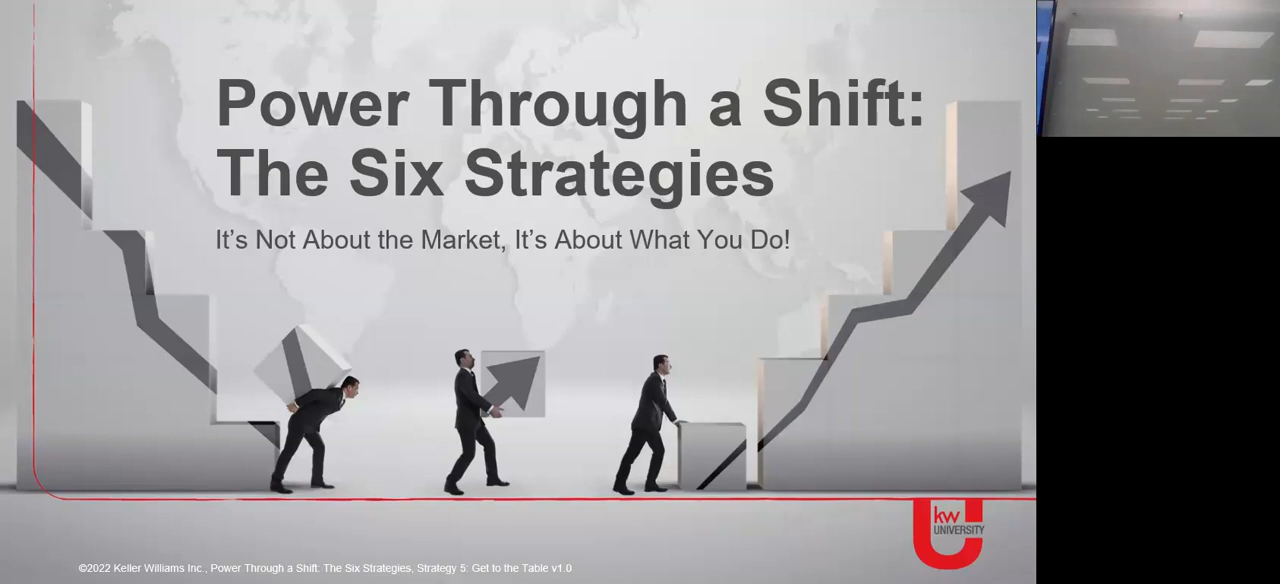 Power Through a Shift:
The Six Strategies
It’s Not About the Market, It’s About What You Do!
kw
UNIVERSITY
©2022 Keller Williams Inc., Power Through a Shift: The Six Strategies, Strategy 5: Get to the Table v1.0